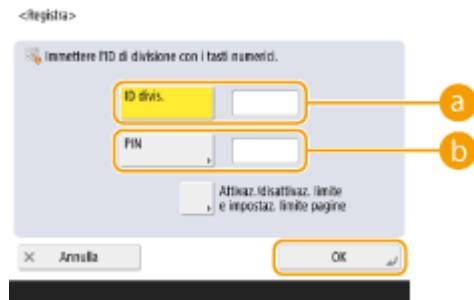 <Registra>
Immettere l'ID di divisione con i tasti numerici.
ID divis.
a
PIN
b
Attivaz./disattivaz. limite
e impostaz. limite pagine
× Annulla
OK